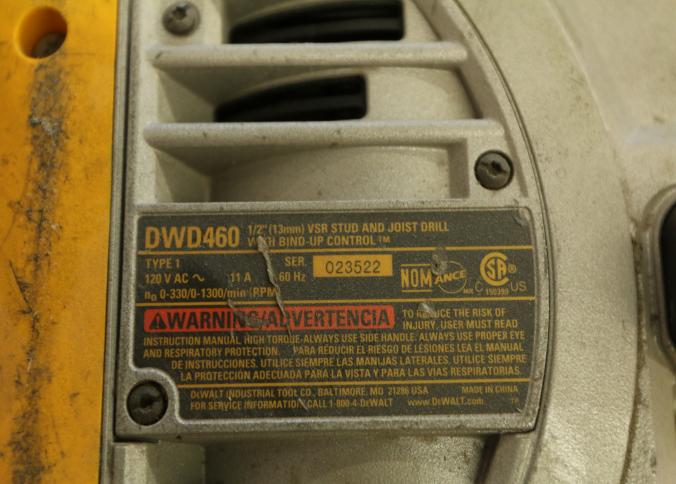 DWD460 1/2"(13mm) VSR STUD AND JOIST DRILL
WITH BIND-UP CONTROL™
TYPE 1 SER. 023522
120 V AC ~ 11 A 60 Hz
n₀ 0-330/0-1300/min (RPM)
NOM ANCE MR C SA 150399 US
WARNING/ADVERTENCIA TO REDUCE THE RISK OF
INJURY, USER MUST READ
INSTRUCTION MANUAL HIGH TORQUE-ALWAYS USE SIDE HANDLE. ALWAYS USE PROPER EYE
AND RESPIRATORY PROTECTION. PARA REDUCIR EL RIESGO DE LESIONES LEA EL MANUAL
DE INSTRUCCIONES. UTILICE SIEMPRE LAS MANIJAS LATERALES. UTILICE SIEMPRE
LA PROTECCIÓN ADECUADA PARA LA VISTA Y PARA LAS VIAS RESPIRATORIAS.
DEWALT INDUSTRIAL TOOL CO., BALTIMORE, MD 21286 USA MADE IN CHINA
FOR SERVICE INFORMATION CALL 1-800-4-DEWALT www.DEWALT.com